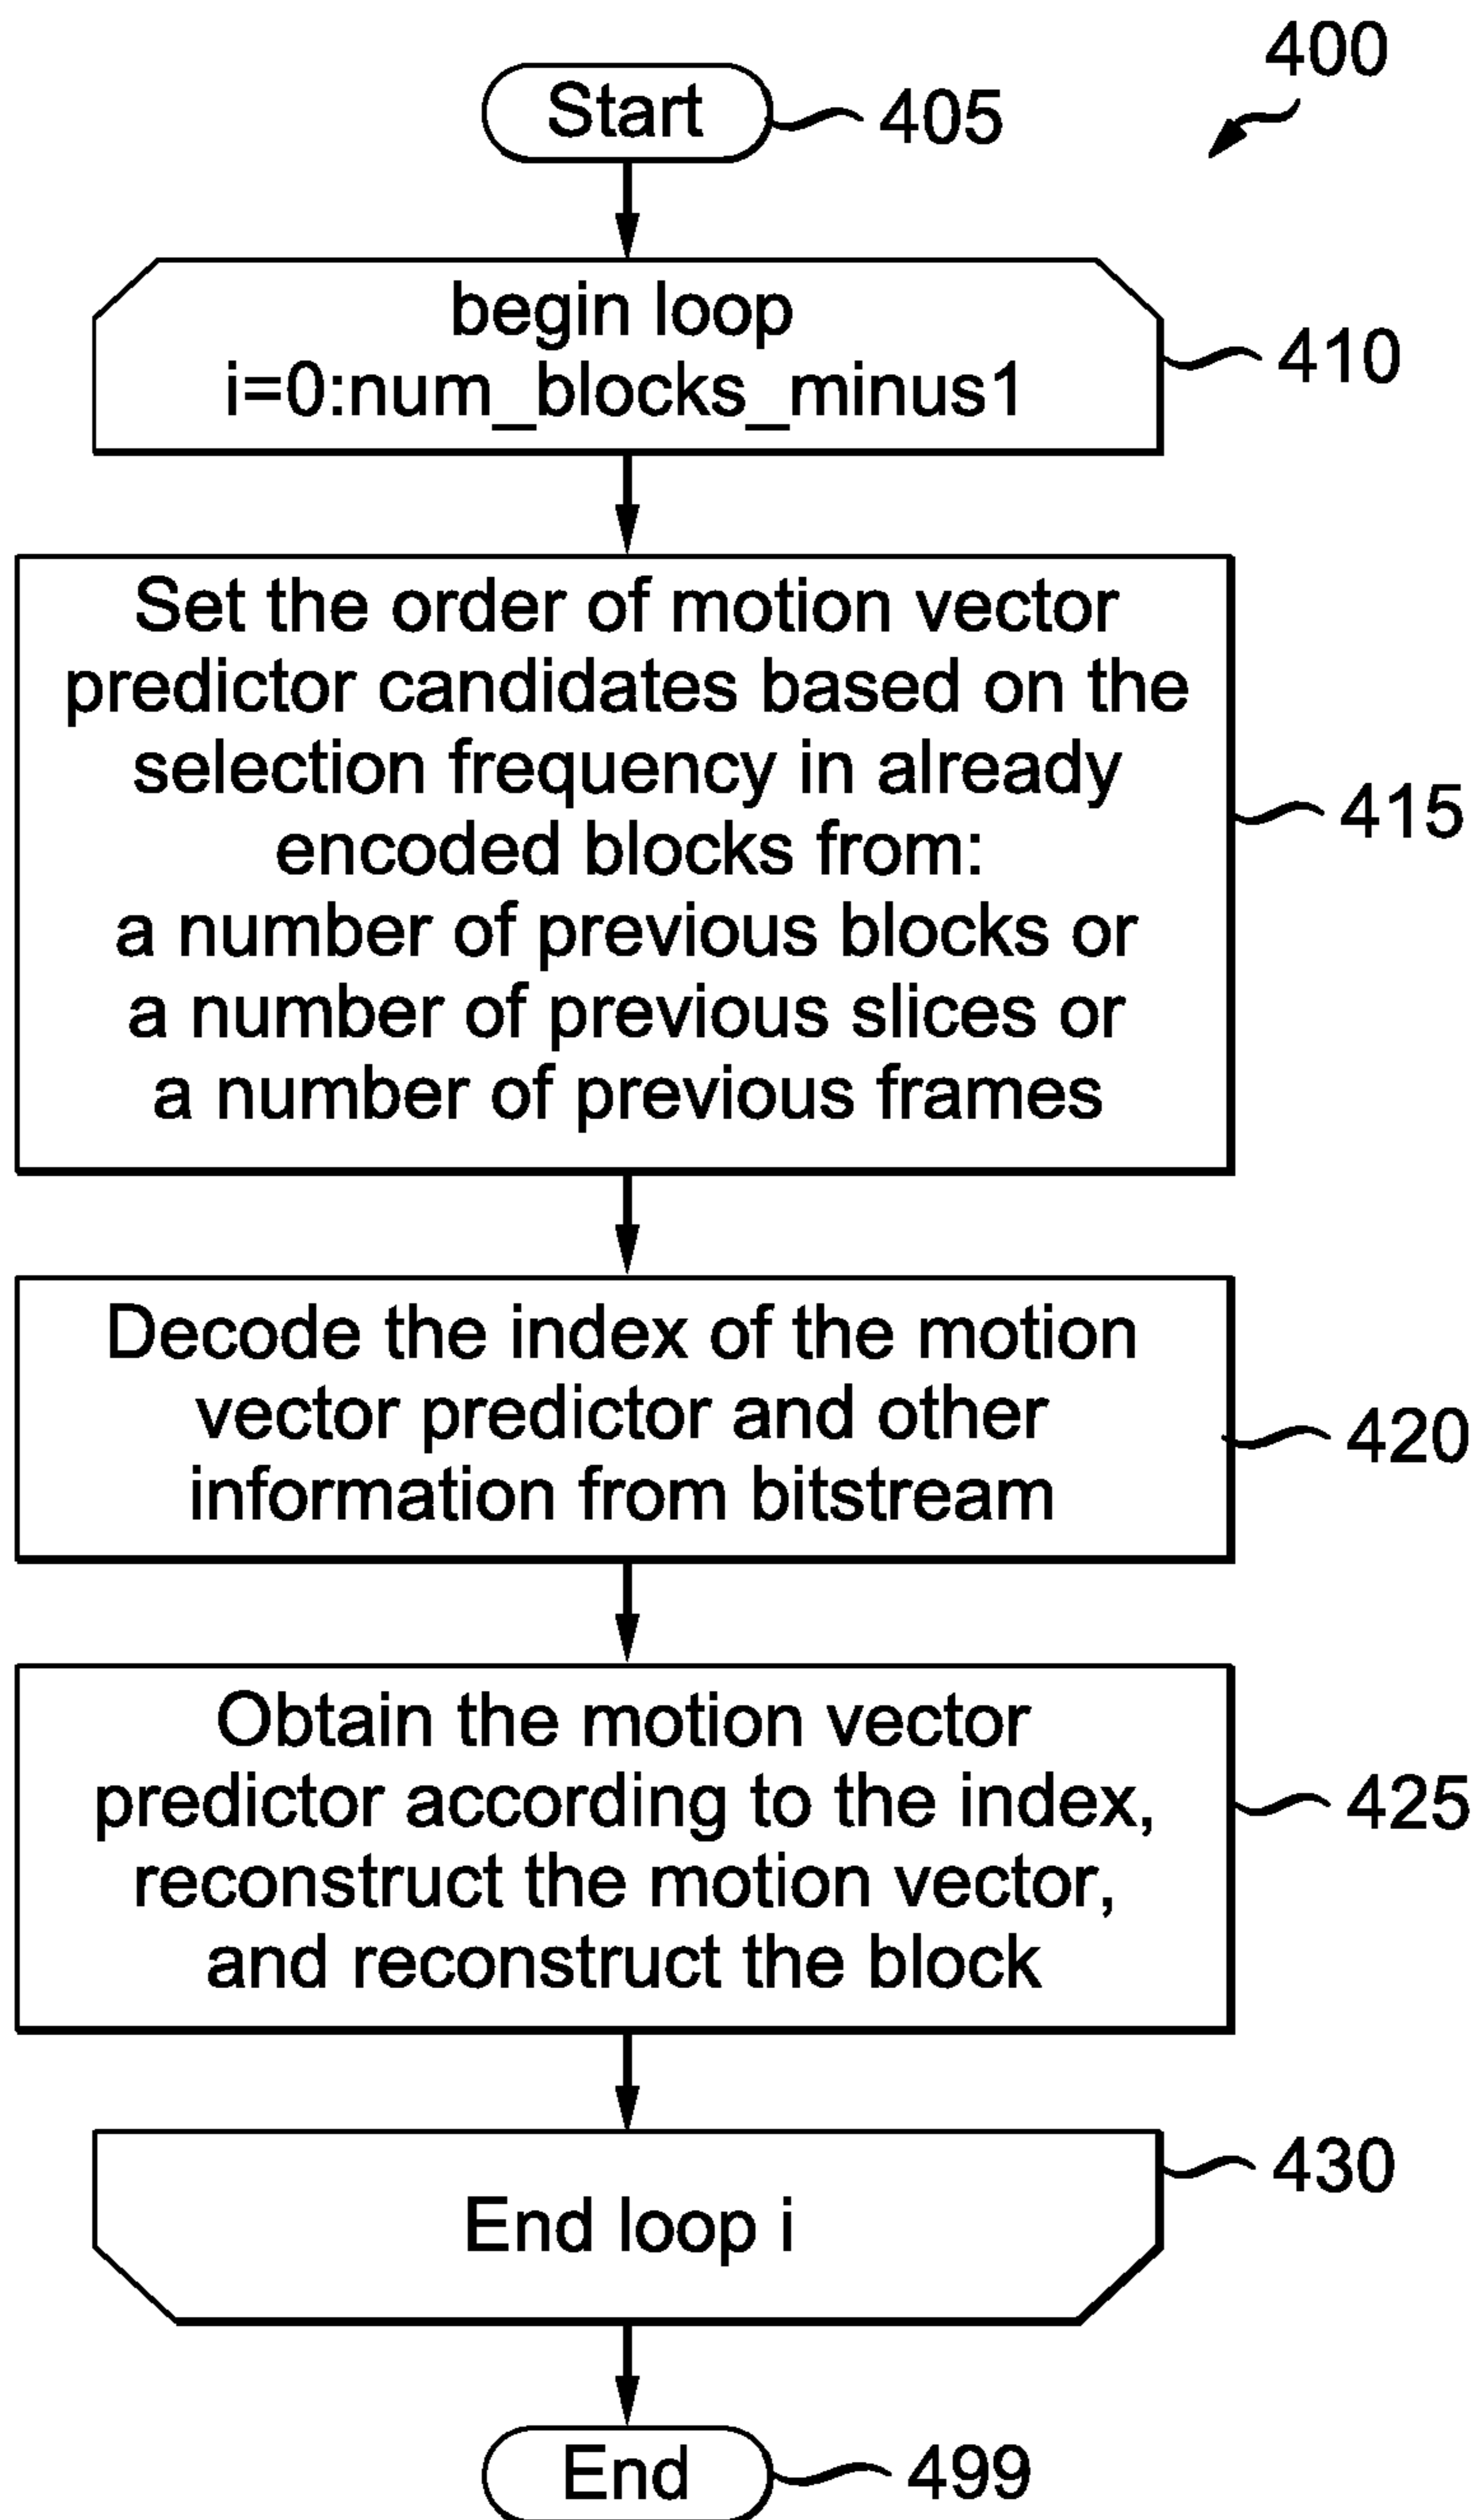 400
Start
405
begin loop
i=0:num_blocks_minus1
410
Set the order of motion vector
predictor candidates based on the
selection frequency in already
encoded blocks from:
a number of previous blocks or
a number of previous slices or
a number of previous frames
415
Decode the index of the motion
vector predictor and other
information from bitstream
420
Obtain the motion vector
predictor according to the index,
reconstruct the motion vector,
and reconstruct the block
425
End loop i
430
End
499